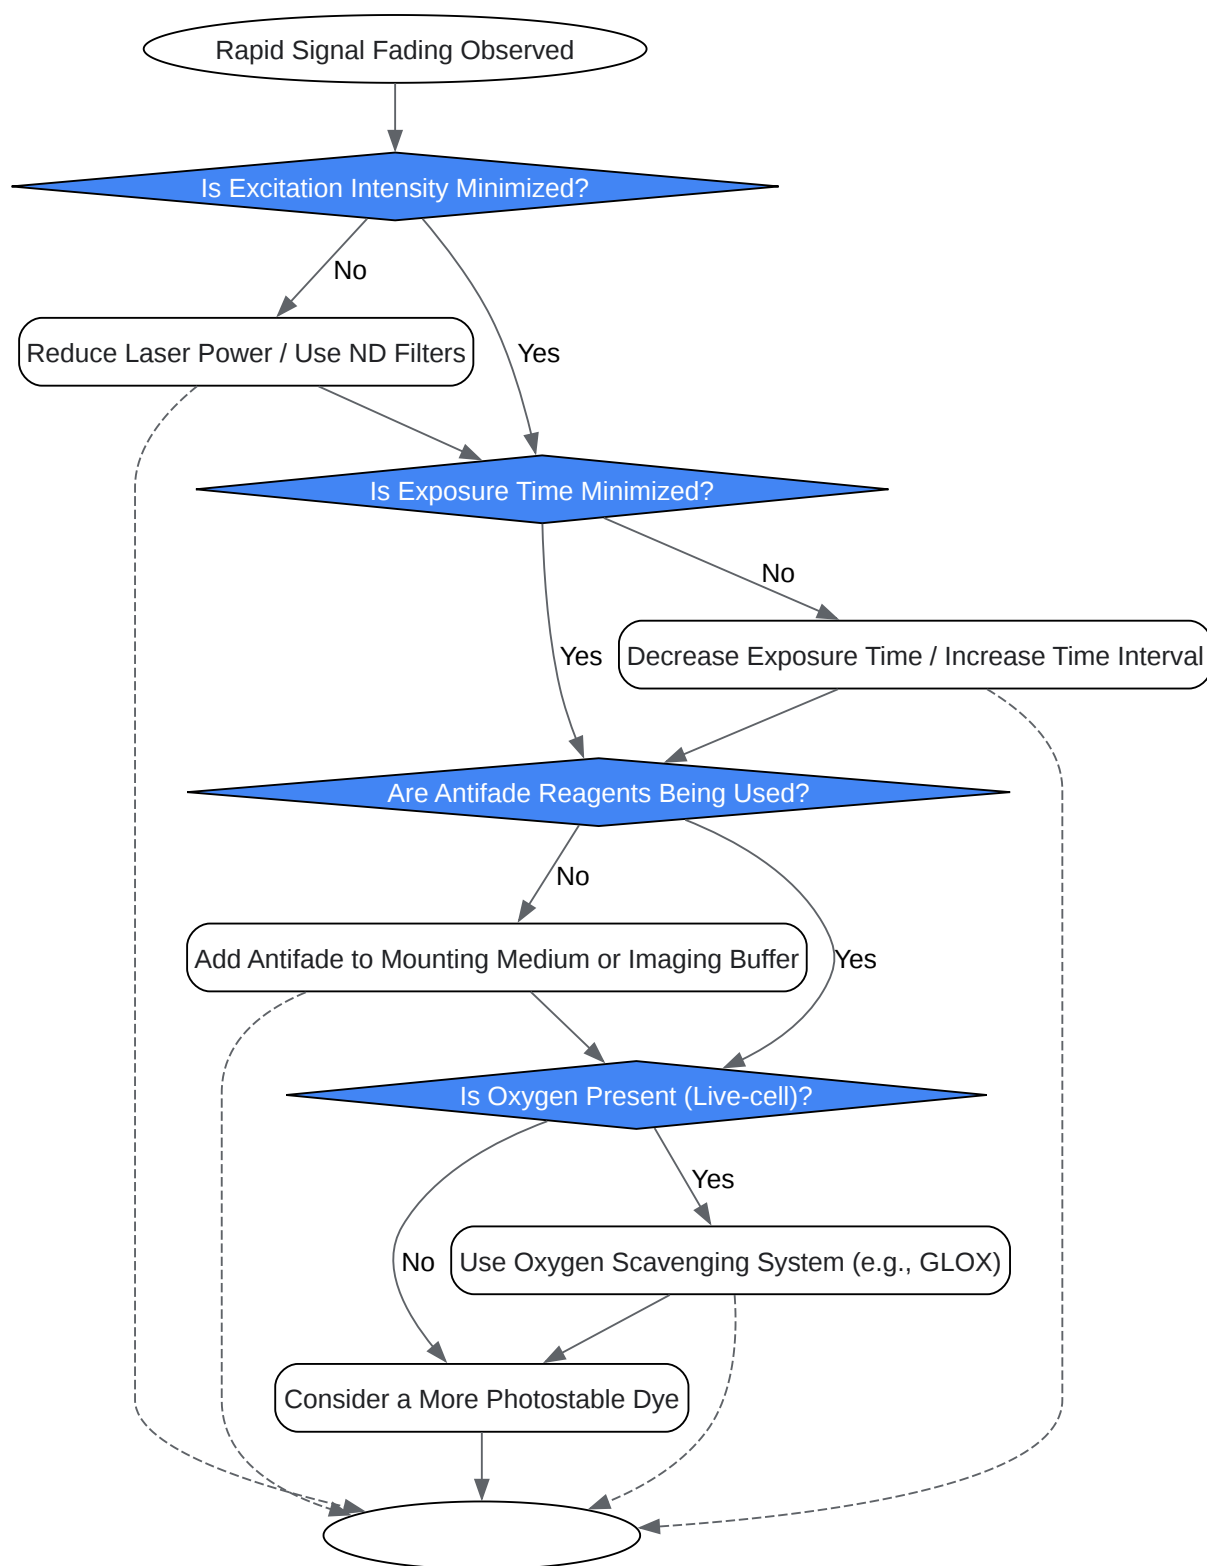 Rapid Signal Fading Observed
Is Excitation Intensity Minimized?
No
Reduce Laser Power / Use ND Filters
Yes
Is Exposure Time Minimized?
No
Yes
Decrease Exposure Time / Increase Time Interval
Are Antifade Reagents Being Used?
No
Add Antifade to Mounting Medium or Imaging Buffer
Yes
Is Oxygen Present (Live-cell)?
Yes
No
Use Oxygen Scavenging System (e.g., GLOX)
Consider a More Photostable Dye